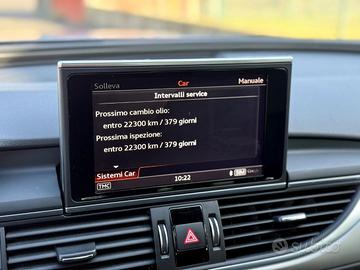 Solleva
Car
Manuale
Intervalli service
Prossimo cambio olio:
entro 22300 km / 379 giorni
Prossima ispezione:
entro 22300 km / 379 giorni
Sistemi Car
10:22
TMC
subito